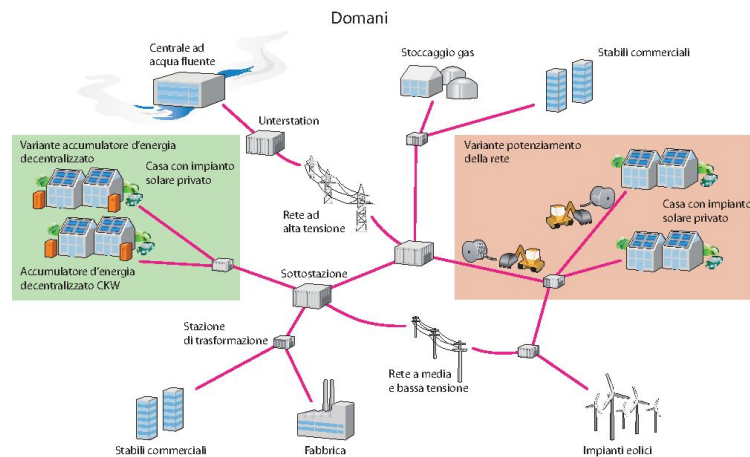 Domani
Centrale ad
acqua fluente
Stoccaggio gas
Stabili commerciali
Unterstation
Variante accumulatore d'energia
decentralizzato
Casa con impianto
solare privato
Variante potenziamento
della rete
Rete ad
alta tensione
Casa con impianto
solare privato
Accumulatore d'energia
decentralizzato CKW
Sottostazione
Stazione
di trasformazione
Rete a media
e bassa tensione
Stabili commerciali
Fabbrica
Impianti eolici